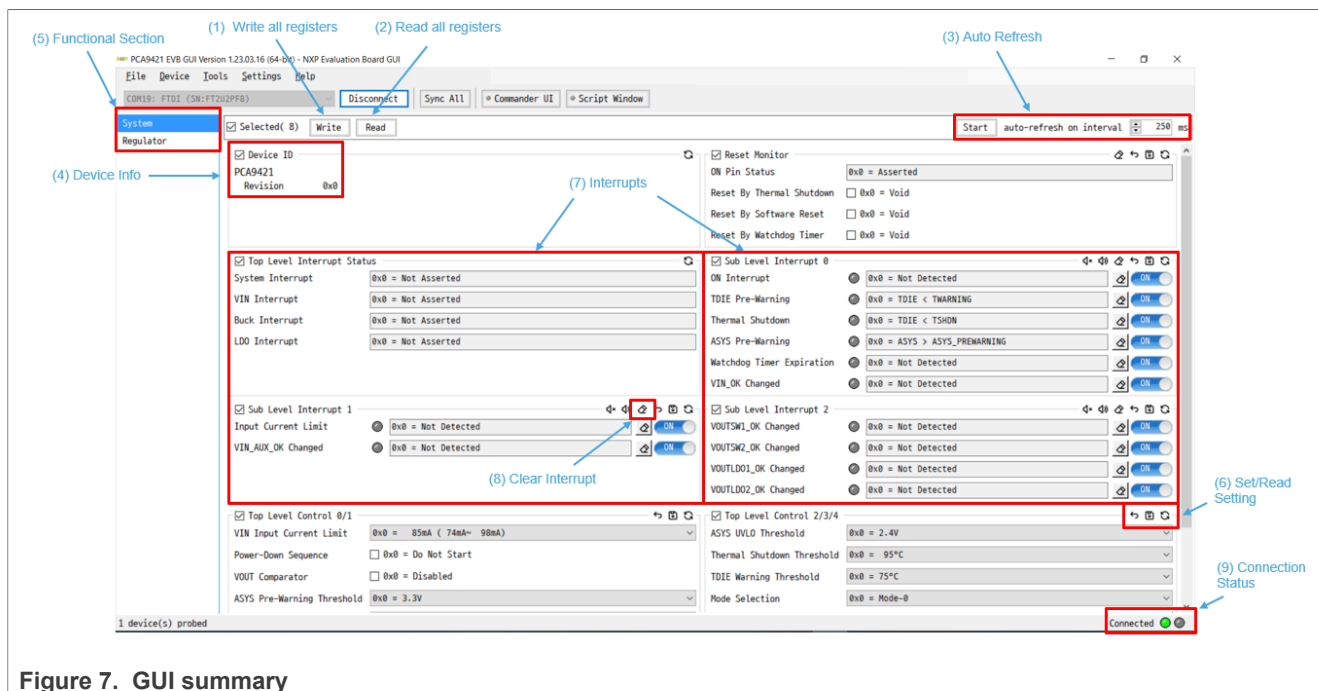 (1) Write all registers
(2) Read all registers
(3) Auto Refresh
(5) Functional Section
PCA9421 EVB GUI Version 1.23.03.16 (64-bit) - NXP Evaluation Board GUI
File Device Tools Settings Help
COM19: FTDI (SN:FT2U2PF8) Disconnect Sync All Commander UI Script Window
System
Selected( 8) Write Read Start auto-refresh on interval 250 ms
Regulator
(4) Device Info
Device ID
PCA9421
Revision 0x0
Reset Monitor
ON Pin Status 0x0 = Asserted
Reset By Thermal Shutdown 0x0 = Void
Reset By Software Reset 0x0 = Void
Reset By Watchdog Timer 0x0 = Void
(7) Interrupts
Top Level Interrupt Status
System Interrupt 0x0 = Not Asserted
VIN Interrupt 0x0 = Not Asserted
Buck Interrupt 0x0 = Not Asserted
LDO Interrupt 0x0 = Not Asserted
Sub Level Interrupt 0
ON Interrupt 0x0 = Not Detected ON
TDIE Pre-Warning 0x0 = TDIE < TWARNING ON
Thermal Shutdown 0x0 = TDIE < TSHDN ON
ASYS Pre-Warning 0x0 = ASYS > ASYS_PREWARNING ON
Watchdog Timer Expiration 0x0 = Not Detected ON
VIN_OK Changed 0x0 = Not Detected ON
Sub Level Interrupt 1
Input Current Limit 0x0 = Not Detected ON
VIN_AUX_OK Changed 0x0 = Not Detected ON
(8) Clear Interrupt
Sub Level Interrupt 2
VOUTSW1_OK Changed 0x0 = Not Detected ON
VOUTSW2_OK Changed 0x0 = Not Detected ON
VOUTLDO1_OK Changed 0x0 = Not Detected ON
VOUTLDO2_OK Changed 0x0 = Not Detected ON
(6) Set/Read
Setting
Top Level Control 0/1
VIN Input Current Limit 0x0 = 85mA ( 74mA~ 98mA)
Power-Down Sequence 0x0 = Do Not Start
VOUT Comparator 0x0 = Disabled
ASYS Pre-Warning Threshold 0x0 = 3.3V
Top Level Control 2/3/4
ASYS UVLO Threshold 0x0 = 2.4V
Thermal Shutdown Threshold 0x0 = 95°C
TDIE Warning Threshold 0x0 = 75°C
Mode Selection 0x0 = Mode-0
(9) Connection
Status
1 device(s) probed
Connected
Figure 7. GUI summary